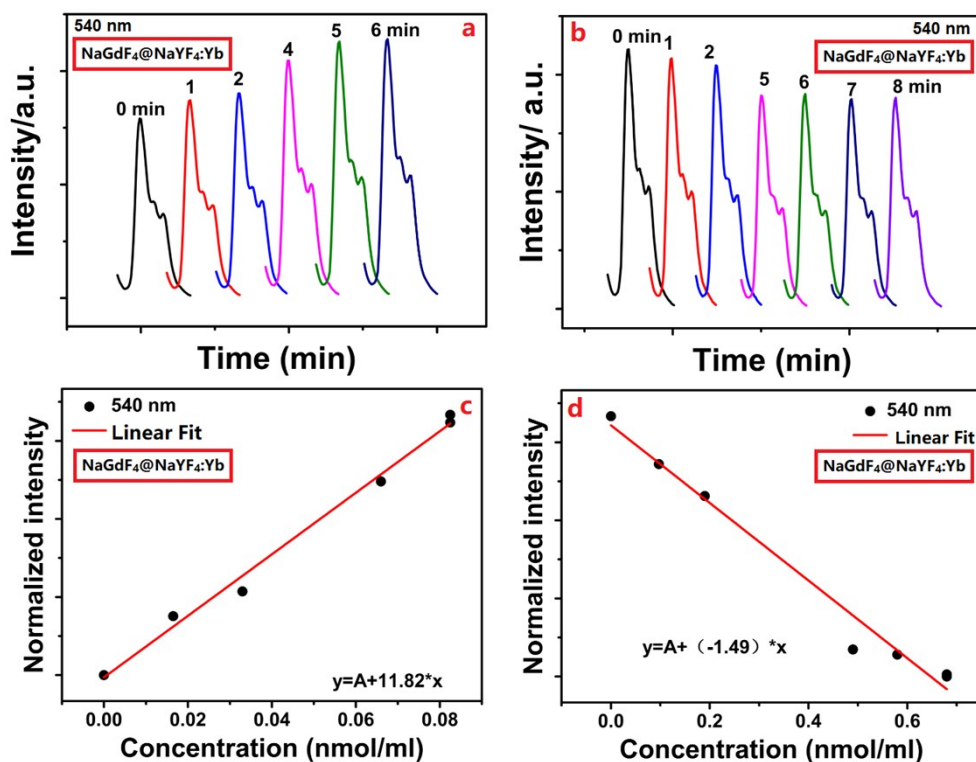 540 nm
a
NaGdF₄@NaYF₄:Yb
0 min
1
2
4
5
6 min
Intensity/a.u.
Time (min)
b
540 nm
NaGdF₄@NaYF₄:Yb
0 min
1
2
5
6
7
8 min
Intensity/ a.u.
Time (min)
540 nm
Linear Fit
c
NaGdF₄@NaYF₄:Yb
y=A+11.82*x
Normalized intensity
0.00 0.02 0.04 0.06 0.08
Concentration (nmol/ml)
d
540 nm
Linear Fit
NaGdF₄@NaYF₄:Yb
y=A+（-1.49）*x
Normalized intensity
0.0 0.2 0.4 0.6
Concentration (nmol/ml)